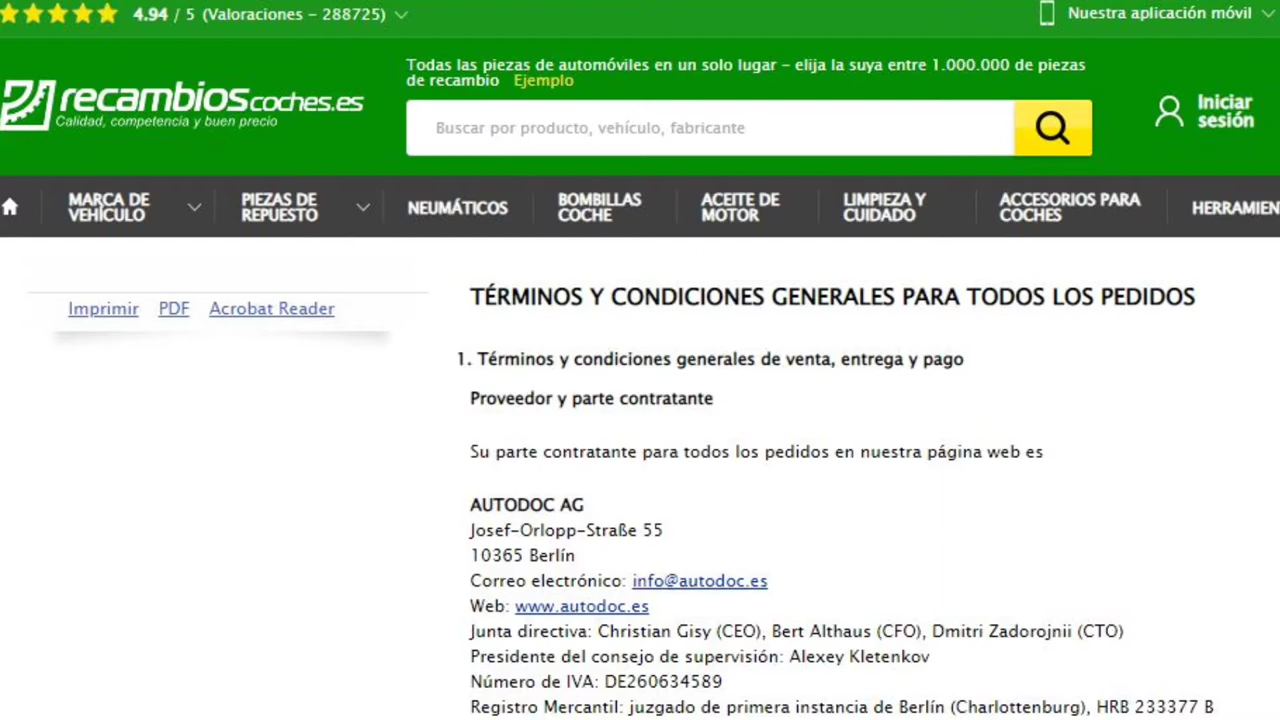 4.94 / 5 (Valoraciones – 288725)
Nuestra aplicación móvil
recambioscoches.es
Calidad, competencia y buen precio
Todas las piezas de automóviles en un solo lugar – elija la suya entre 1.000.000 de piezas
de recambio Ejemplo
Buscar por producto, vehículo, fabricante
Iniciar
sesión
MARCA DE
VEHÍCULO
PIEZAS DE
REPUESTO
NEUMÁTICOS
BOMBILLAS
COCHE
ACEITE DE
MOTOR
LIMPIEZA Y
CUIDADO
ACCESORIOS PARA
COCHES
HERRAMIEN
Imprimir PDF Acrobat Reader
TÉRMINOS Y CONDICIONES GENERALES PARA TODOS LOS PEDIDOS
1. Términos y condiciones generales de venta, entrega y pago
Proveedor y parte contratante
Su parte contratante para todos los pedidos en nuestra página web es
AUTODOC AG
Josef-Orlopp-Straße 55
10365 Berlín
Correo electrónico: info@autodoc.es
Web: www.autodoc.es
Junta directiva: Christian Gisy (CEO), Bert Althaus (CFO), Dmitri Zadorojnii (CTO)
Presidente del consejo de supervisión: Alexey Kletenkov
Número de IVA: DE260634589
Registro Mercantil: juzgado de primera instancia de Berlín (Charlottenburg), HRB 233377 B